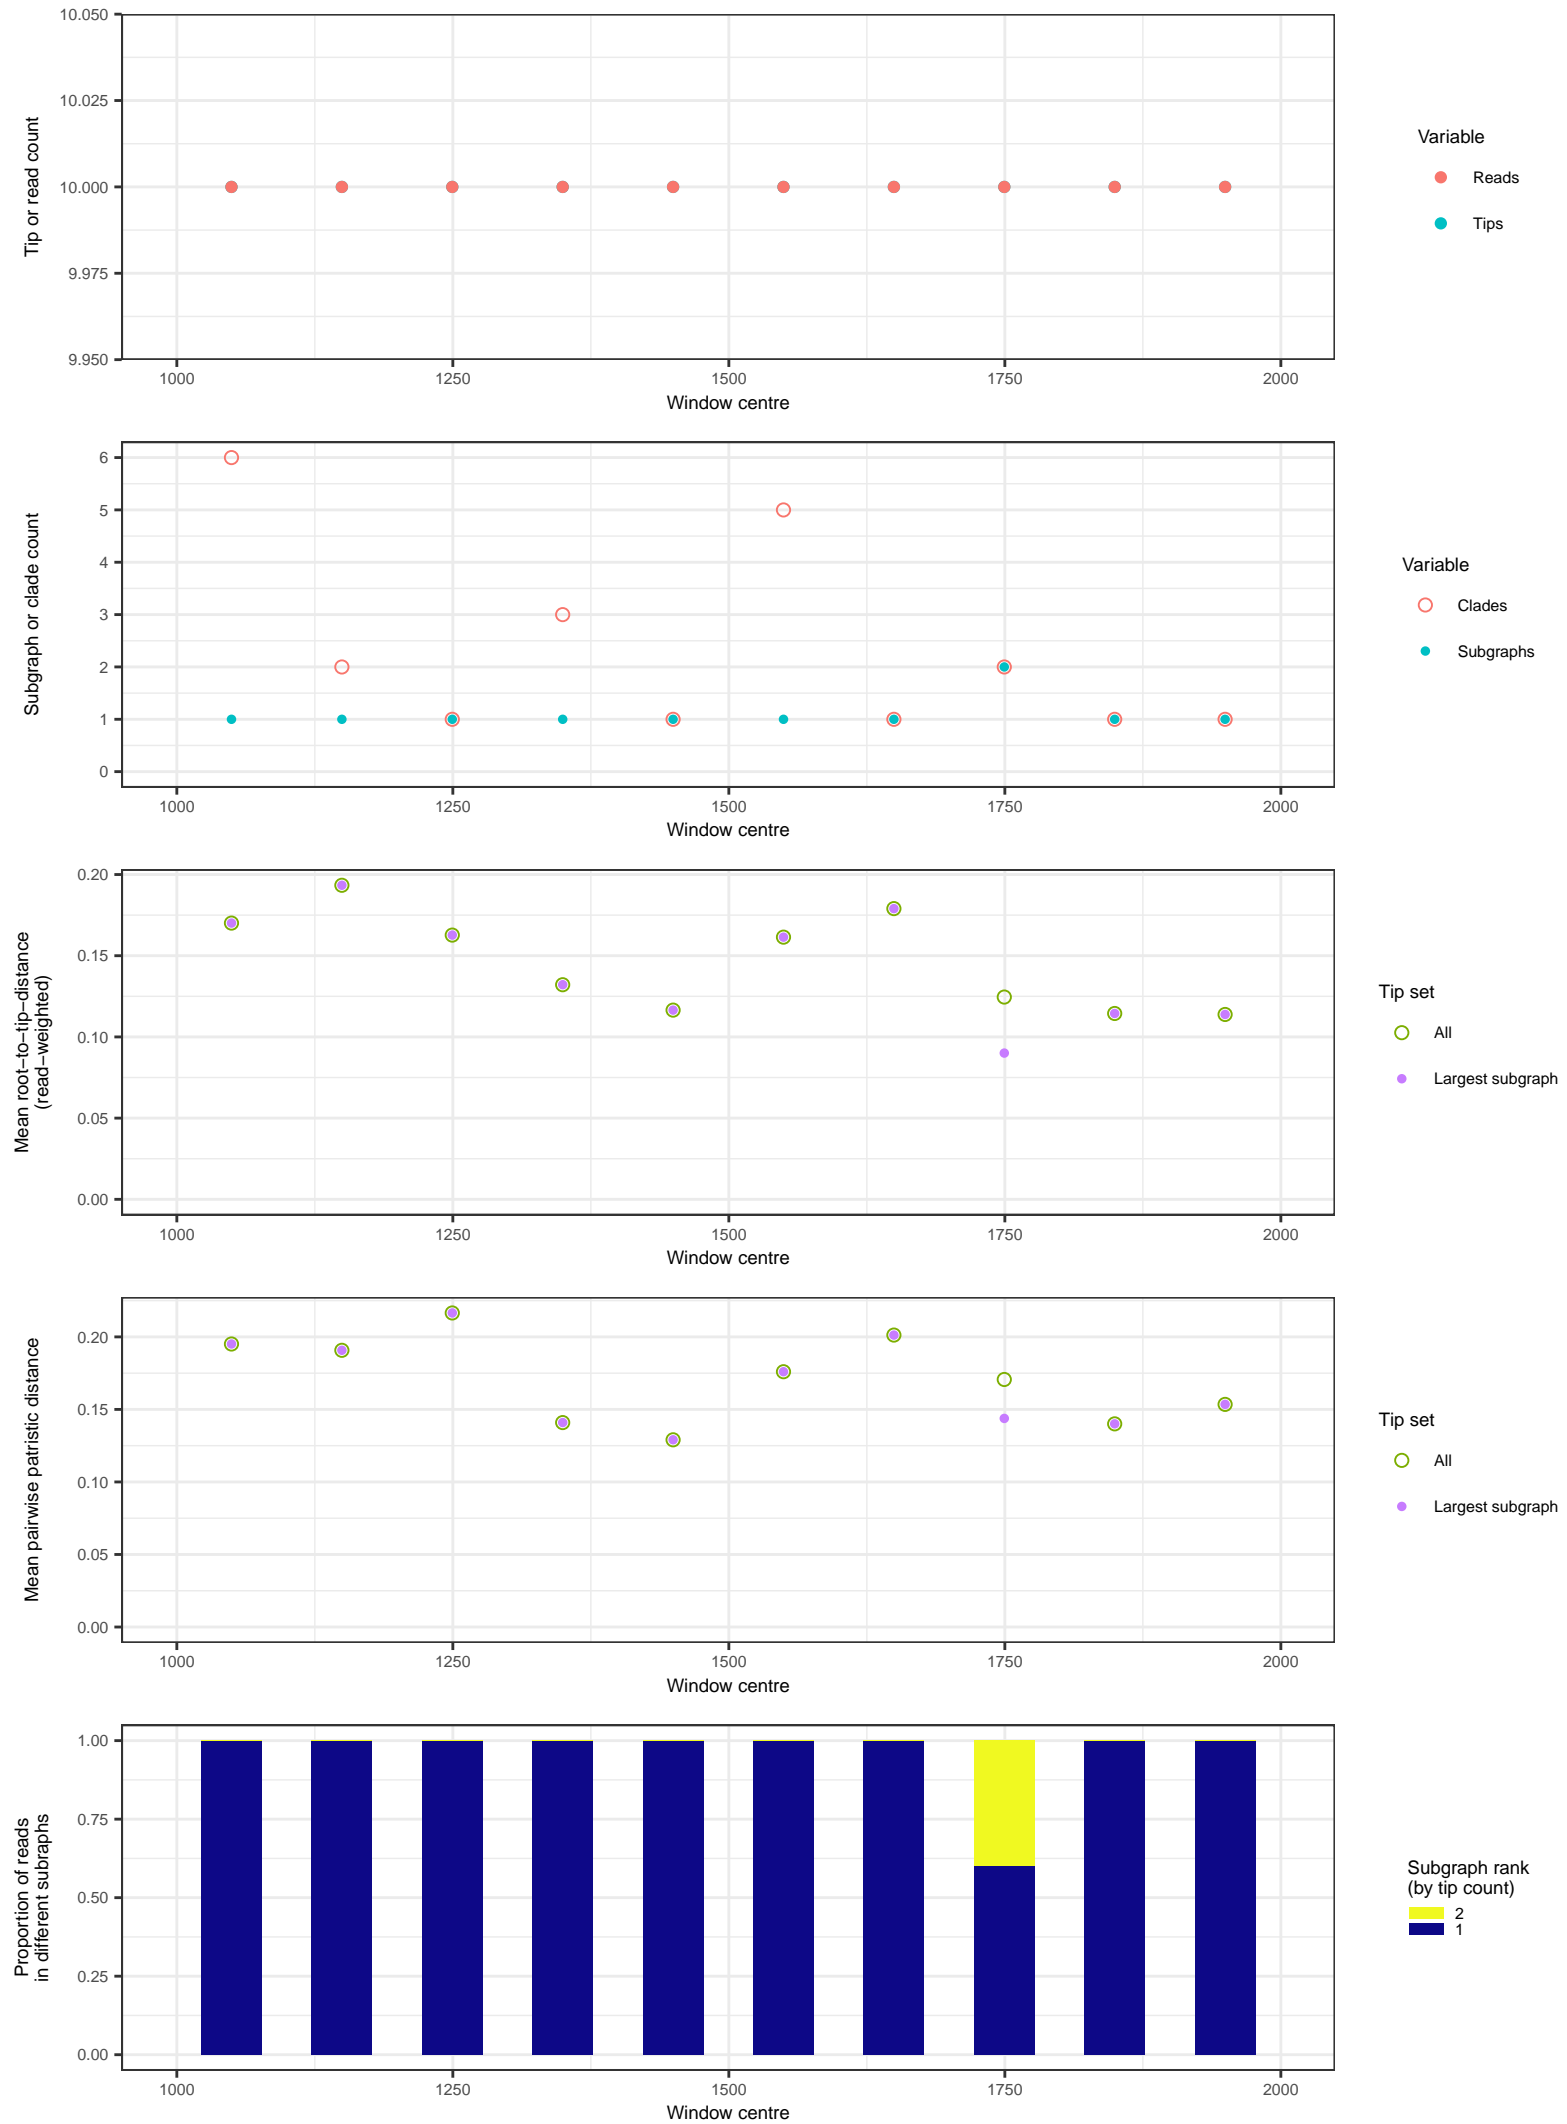 10.050
10.025
10.000
9.975
9.950
Tip or read count
1000 1250 1500 1750 2000
Window centre
Variable
Reads
Tips
6
5
4
3
2
1
0
Subgraph or clade count
1000 1250 1500 1750 2000
Window centre
Variable
Clades
Subgraphs
0.20
0.15
0.10
0.05
0.00
Mean root−to−tip−distance
(read−weighted)
1000 1250 1500 1750 2000
Window centre
Tip set
All
Largest subgraph
0.20
0.15
0.10
0.05
0.00
Mean pairwise patristic distance
1000 1250 1500 1750 2000
Window centre
Tip set
All
Largest subgraph
1.00
0.75
0.50
0.25
0.00
Proportion of reads
in different subraphs
1000 1250 1500 1750 2000
Window centre
Subgraph rank
(by tip count)
2
1